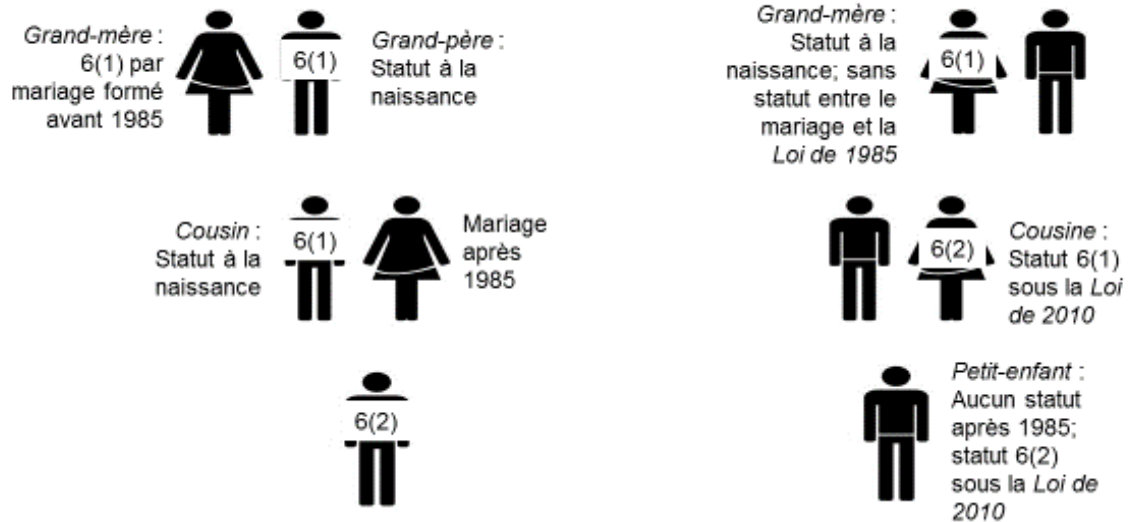 Grand-mère :
6(1) par
mariage formé
avant 1985
6(1)
Grand-père :
Statut à la
naissance
Grand-mère :
Statut à la
naissance; sans
statut entre le
mariage et la
Loi de 1985
6(1)
Cousin :
Statut à la
naissance
6(1)
Mariage
après
1985
6(2)
Cousine :
Statut 6(1)
sous la Loi
de 2010
6(2)
Petit-enfant :
Aucun statut
après 1985;
statut 6(2)
sous la Loi de
2010